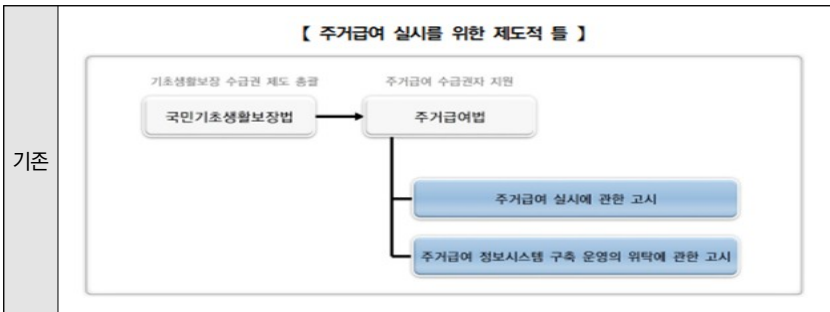 【 주거급여 실시를 위한 제도적 틀 】
기초생활보장 수급권 제도 총괄
주거급여 수급권자 지원
국민기초생활보장법
주거급여법
기존
주거급여 실시에 관한 고시
주거급여 정보시스템 구축 운영의 위탁에 관한 고시